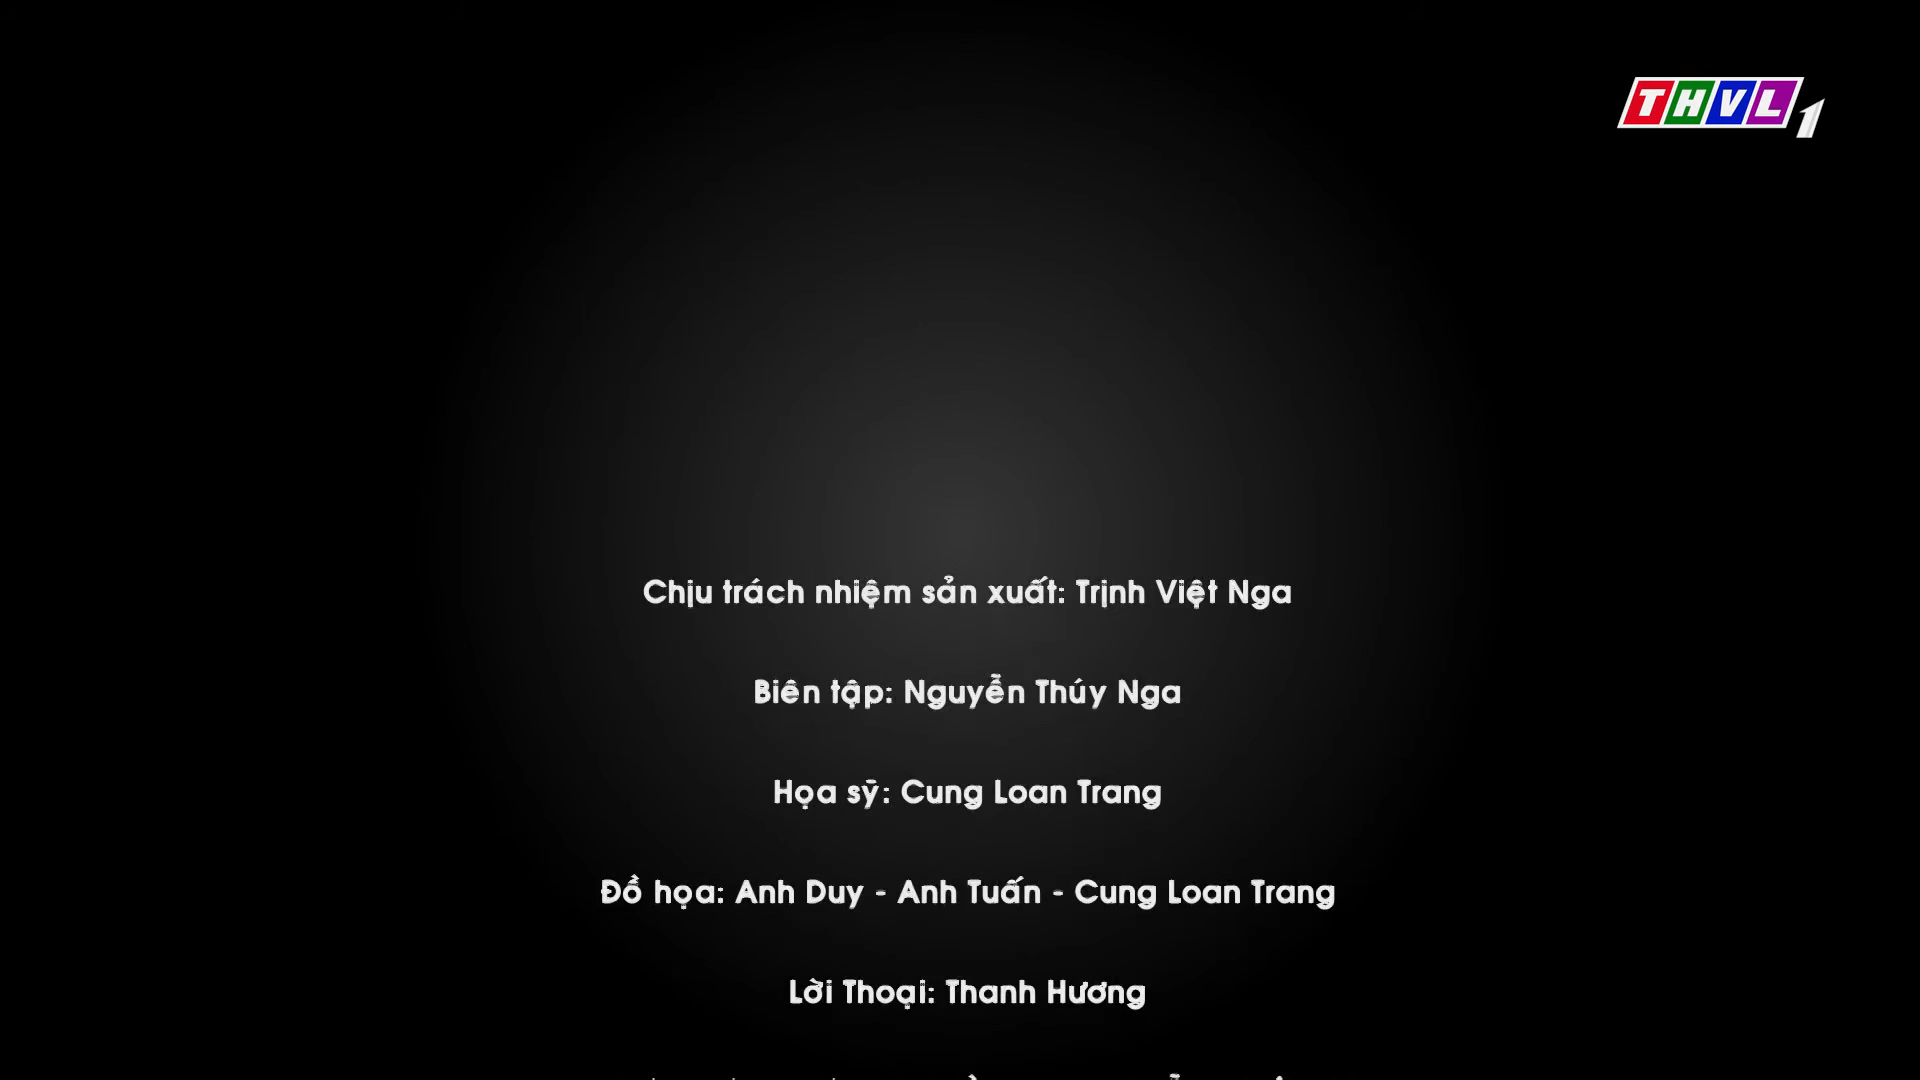 THVL1
Chịu trách nhiệm sản xuất: Trịnh Việt Nga
Biên tập: Nguyễn Thúy Nga
Họa sỹ: Cung Loan Trang
Đồ họa: Anh Duy - Anh Tuấn - Cung Loan Trang
Lời Thoại: Thanh Hương